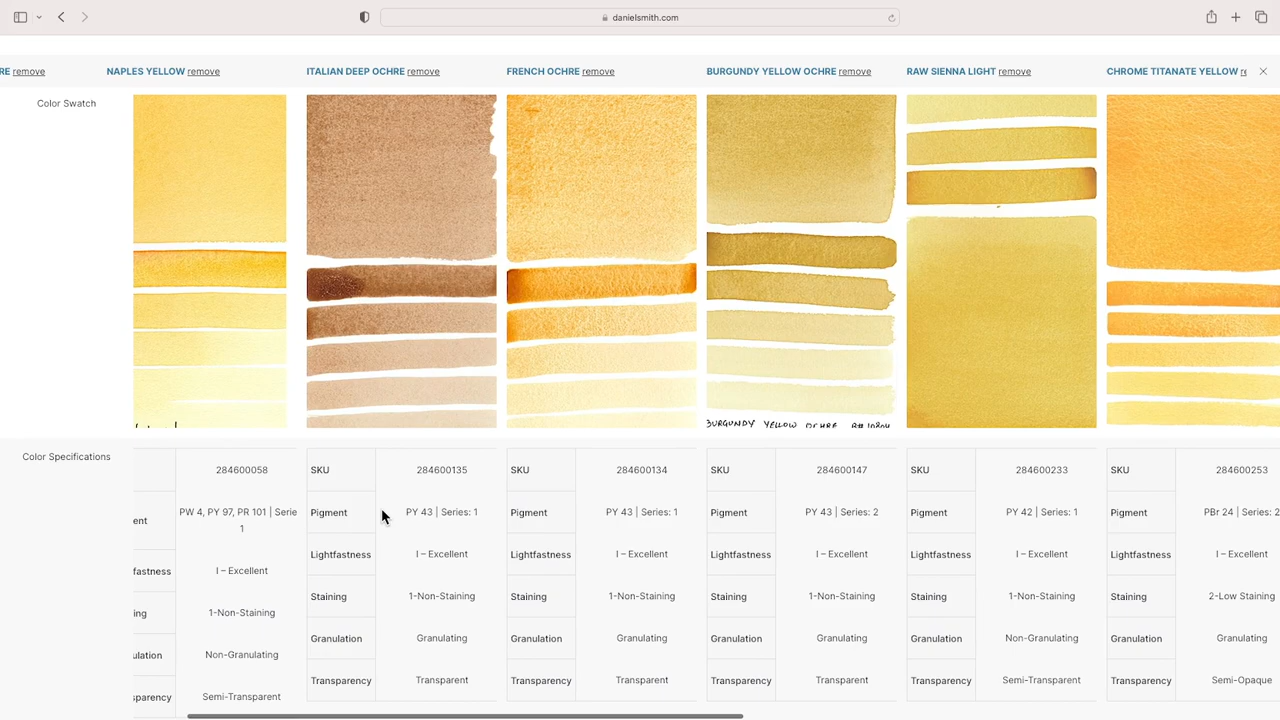 danielsmith.com
RE remove
NAPLES YELLOW remove
ITALIAN DEEP OCHRE remove
FRENCH OCHRE remove
BURGUNDY YELLOW OCHRE remove
RAW SIENNA LIGHT remove
CHROME TITANATE YELLOW re
Color Swatch
BURGUNDY YELLOW OCHRE
Color Specifications
284600058
SKU 284600135
SKU 284600134
SKU 284600147
SKU 284600233
SKU 284600253
ent PW 4, PY 97, PR 101 | Serie
1
Pigment PY 43 | Series: 1
Pigment PY 43 | Series: 1
Pigment PY 43 | Series: 2
Pigment PY 42 | Series: 1
Pigment PBr 24 | Series: 2
fastness I – Excellent
Lightfastness I – Excellent
Lightfastness I – Excellent
Lightfastness I – Excellent
Lightfastness I – Excellent
Lightfastness I – Excellent
ing 1-Non-Staining
Staining 1-Non-Staining
Staining 1-Non-Staining
Staining 1-Non-Staining
Staining 1-Non-Staining
Staining 2-Low Staining
ulation Non-Granulating
Granulation Granulating
Granulation Granulating
Granulation Granulating
Granulation Non-Granulating
Granulation Granulating
sparency Semi-Transparent
Transparency Transparent
Transparency Transparent
Transparency Transparent
Transparency Semi-Transparent
Transparency Semi-Opaque